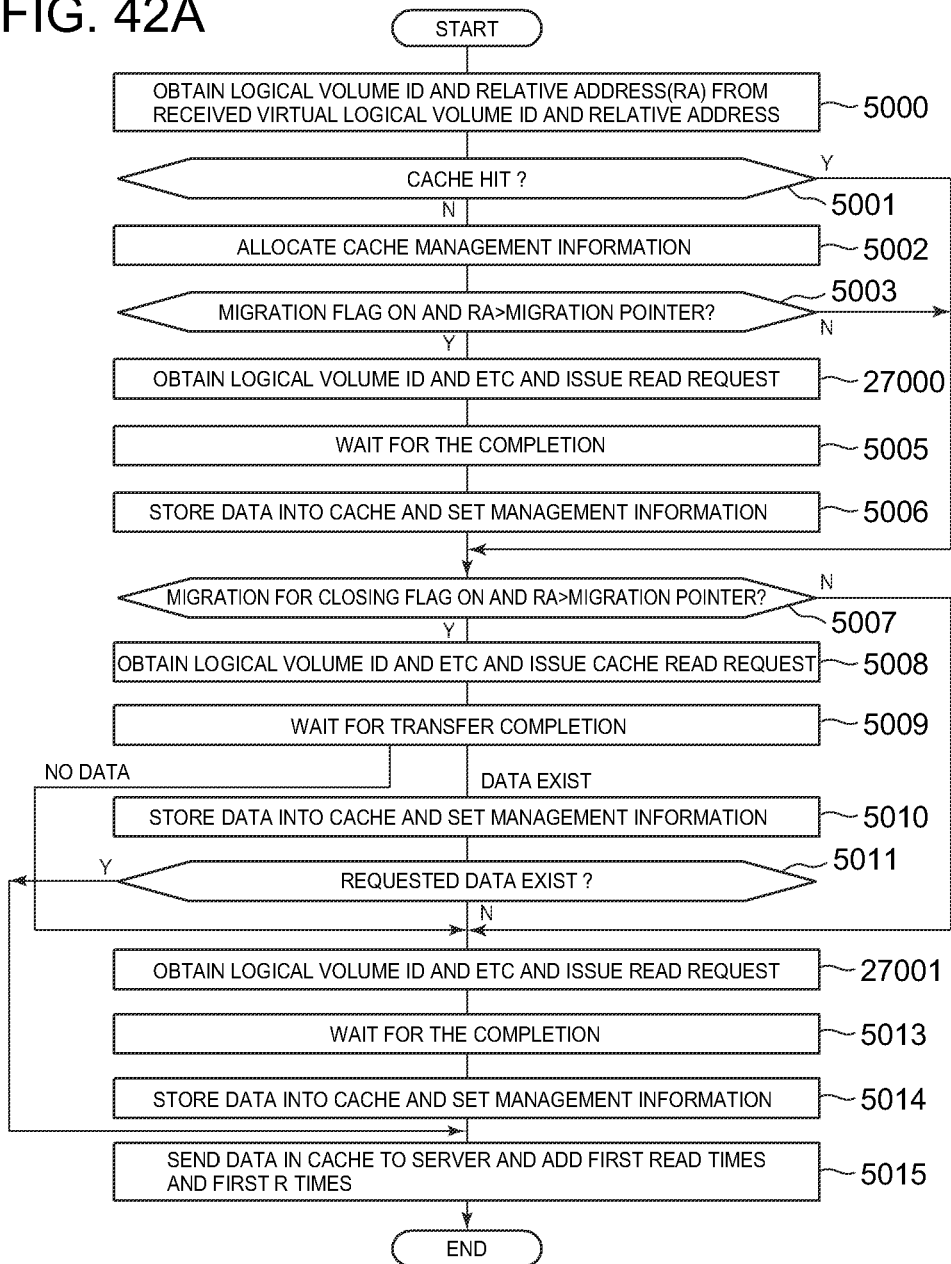 FIG. 42A
START
OBTAIN LOGICAL VOLUME ID AND RELATIVE ADDRESS(RA) FROM
RECEIVED VIRTUAL LOGICAL VOLUME ID AND RELATIVE ADDRESS
5000
CACHE HIT ?
Y
5001
N
ALLOCATE CACHE MANAGEMENT INFORMATION
5002
MIGRATION FLAG ON AND RA>MIGRATION POINTER?
5003
N
Y
OBTAIN LOGICAL VOLUME ID AND ETC AND ISSUE READ REQUEST
27000
WAIT FOR THE COMPLETION
5005
STORE DATA INTO CACHE AND SET MANAGEMENT INFORMATION
5006
MIGRATION FOR CLOSING FLAG ON AND RA>MIGRATION POINTER?
N
5007
Y
OBTAIN LOGICAL VOLUME ID AND ETC AND ISSUE CACHE READ REQUEST
5008
WAIT FOR TRANSFER COMPLETION
5009
NO DATA
DATA EXIST
STORE DATA INTO CACHE AND SET MANAGEMENT INFORMATION
5010
Y
REQUESTED DATA EXIST ?
5011
N
OBTAIN LOGICAL VOLUME ID AND ETC AND ISSUE READ REQUEST
27001
WAIT FOR THE COMPLETION
5013
STORE DATA INTO CACHE AND SET MANAGEMENT INFORMATION
5014
SEND DATA IN CACHE TO SERVER AND ADD FIRST READ TIMES
AND FIRST R TIMES
5015
END